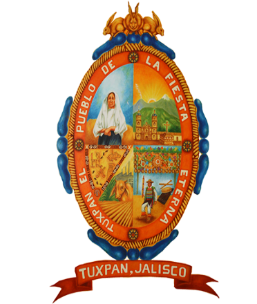 TUXPAN EL PUEBLO DE LA FIESTA ETERNA
TUXPAN, JALISCO